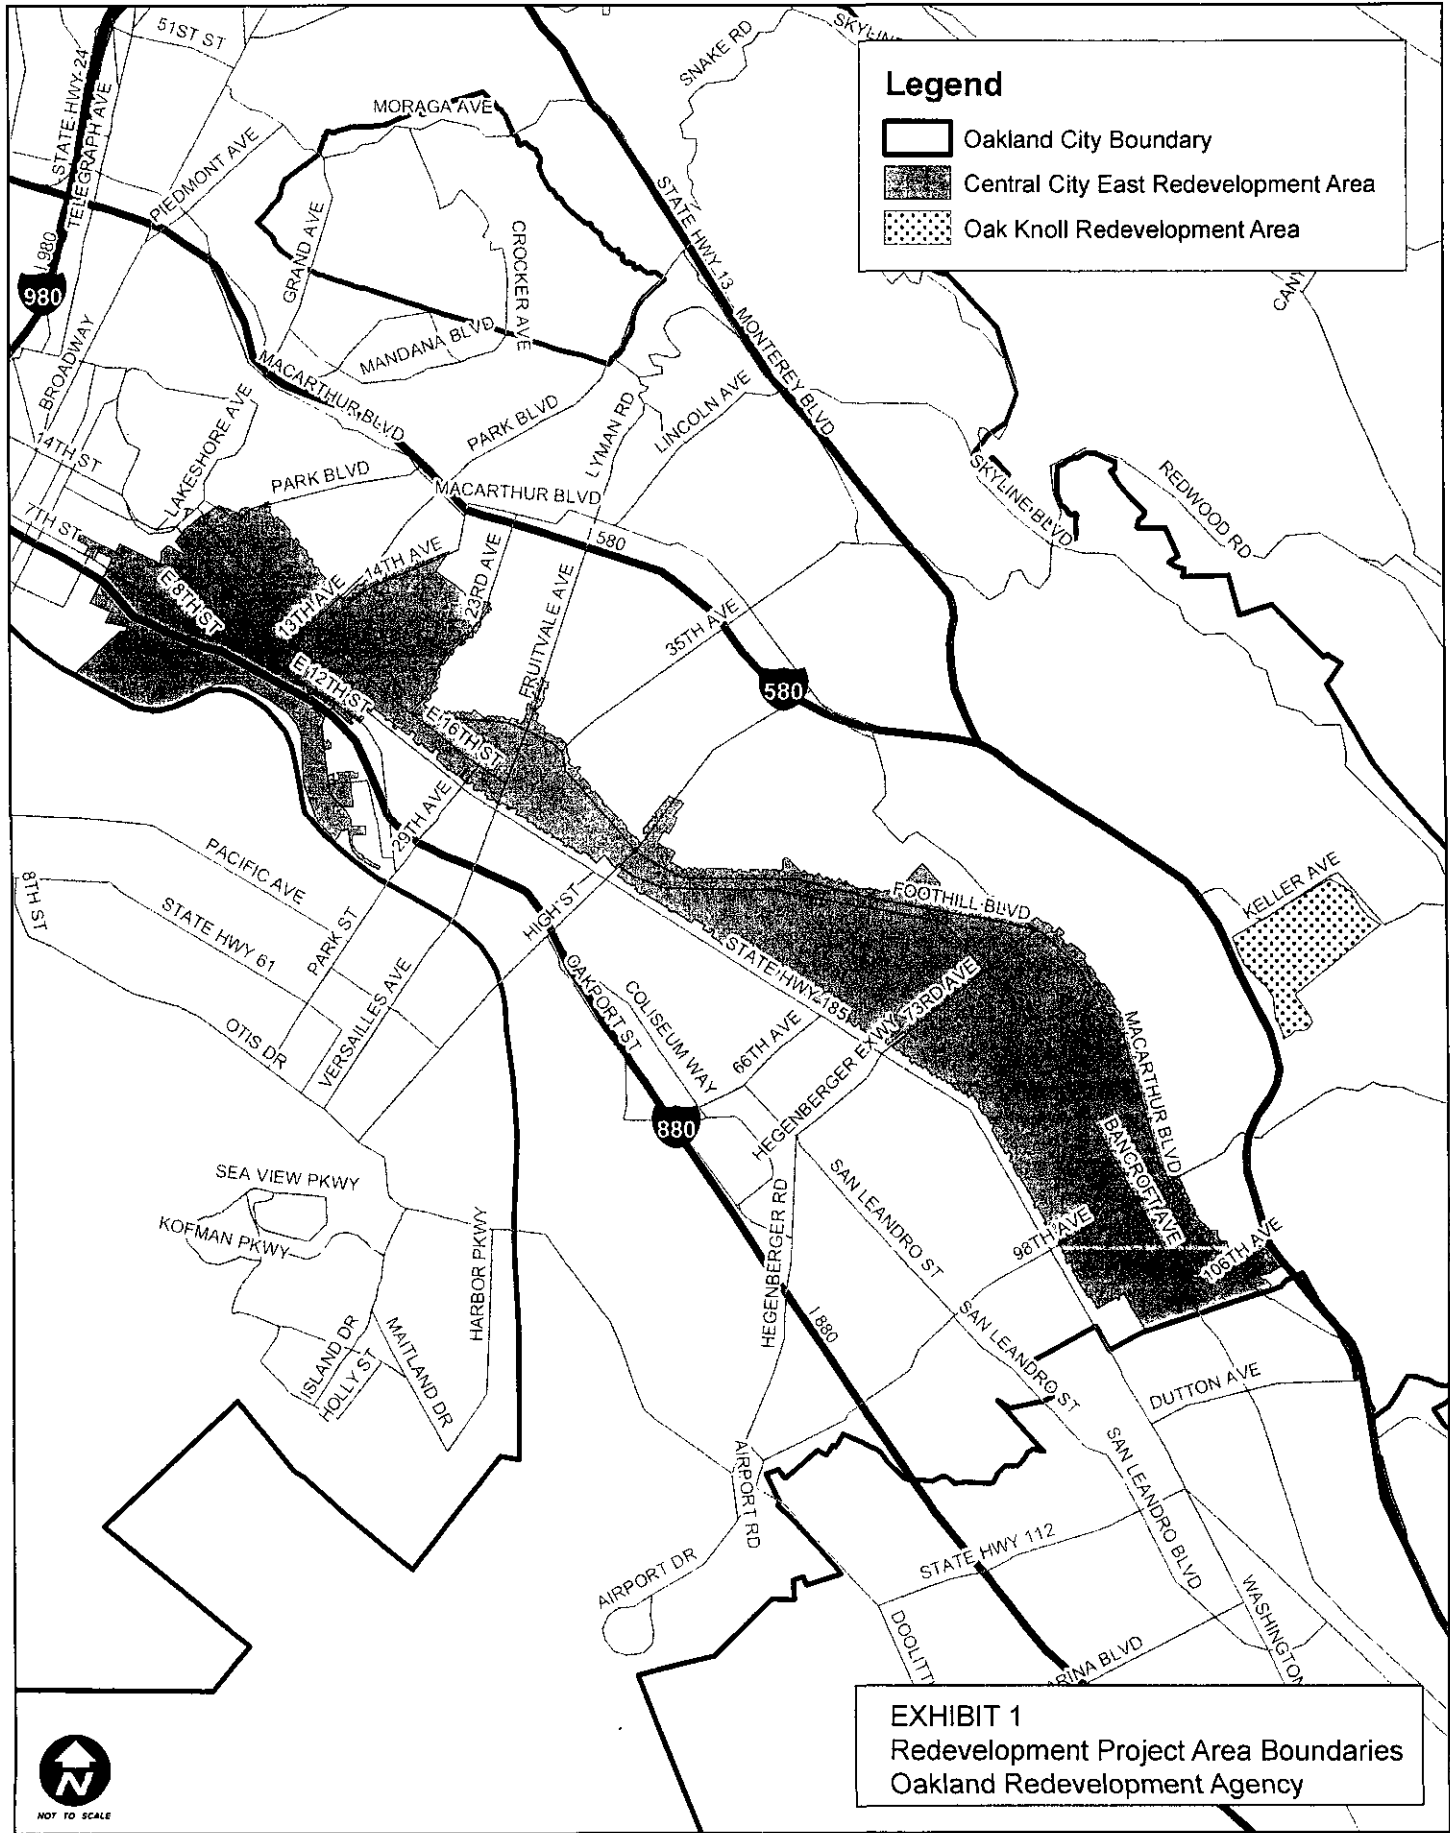 51ST ST
STATE HWY 24
TELEGRAPH AVE
SNAKE RD
Legend
Oakland City Boundary
Central City East Redevelopment Area
Oak Knoll Redevelopment Area
MORAGA AVE
PIEDMONT AVE
STATE HWY 13
GRAND AVE
CROCKER AVE
I 980
980
MONTEREY BLVD
MANDANA BLVD
BROADWAY
MACARTHUR BLVD
LAKESHORE AVE
PARK BLVD
LYMAN RD
LINCOLN AVE
14TH ST
PARK BLVD
MACARTHUR BLVD
SKYLINE BLVD
REDWOOD RD
7TH ST
I 580
14TH AVE
23RD AVE
E 8TH ST
13TH AVE
FRUITVALE AVE
35TH AVE
E 12TH ST
580
E 16TH ST
29TH AVE
PACIFIC AVE
8TH ST
STATE HWY 61
PARK ST
HIGH ST
FOOTHILL BLVD
KELLER AVE
VERSAILLES AVE
OAKPORT ST
COLISEUM WAY
STATE HWY 185
73RD AVE
66TH AVE
HEGENBERGER EXWY
OTIS DR
MACARTHUR BLVD
880
BANCROFT AVE
SEA VIEW PKWY
KOFMAN PKWY
HARBOR PKWY
HEGENBERGER RD
SAN LEANDRO ST
98TH AVE
106TH AVE
ISLAND DR
HOLLY ST
MAITLAND DR
I 880
SAN LEANDRO ST
DUTTON AVE
AIRPORT RD
SAN LEANDRO BLVD
STATE HWY 112
AIRPORT DR
WASHINGTON
EXHIBIT 1
Redevelopment Project Area Boundaries
Oakland Redevelopment Agency
N
NOT TO SCALE